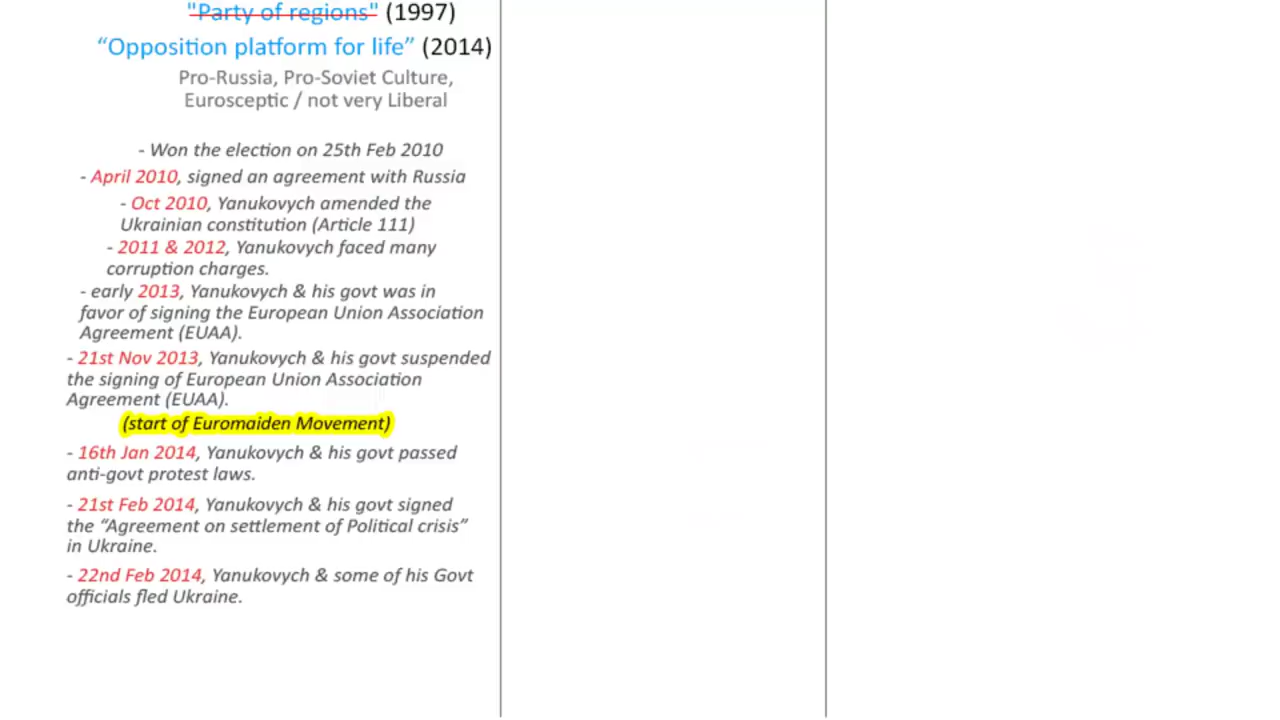 "Party of regions" (1997)
“Opposition platform for life” (2014)
Pro-Russia, Pro-Soviet Culture,
Eurosceptic / not very Liberal
- Won the election on 25th Feb 2010
- April 2010, signed an agreement with Russia
- Oct 2010, Yanukovych amended the
Ukrainian constitution (Article 111)
- 2011 & 2012, Yanukovych faced many
corruption charges.
- early 2013, Yanukovych & his govt was in
favor of signing the European Union Association
Agreement (EUAA).
- 21st Nov 2013, Yanukovych & his govt suspended
the signing of European Union Association
Agreement (EUAA).
(start of Euromaiden Movement)
- 16th Jan 2014, Yanukovych & his govt passed
anti-govt protest laws.
- 21st Feb 2014, Yanukovych & his govt signed
the “Agreement on settlement of Political crisis”
in Ukraine.
- 22nd Feb 2014, Yanukovych & some of his Govt
officials fled Ukraine.